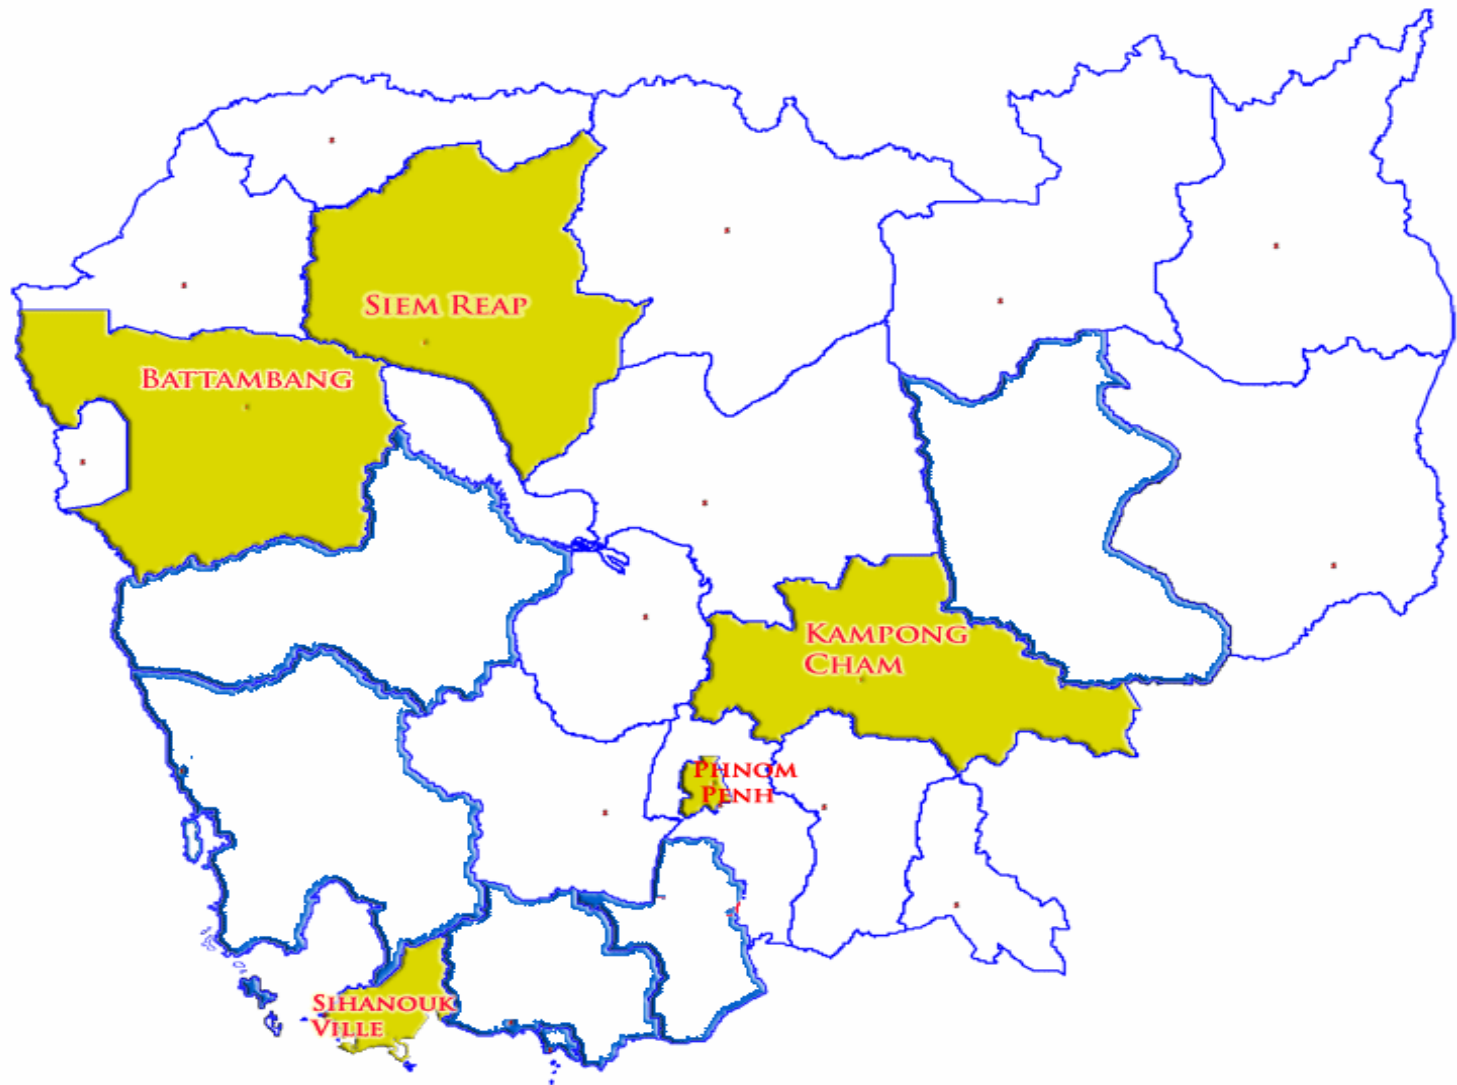 SIEM REAP
BATTAMBANG
KAMPONG
CHAM
PHNOM
PENH
SIHANOUK
VILLE